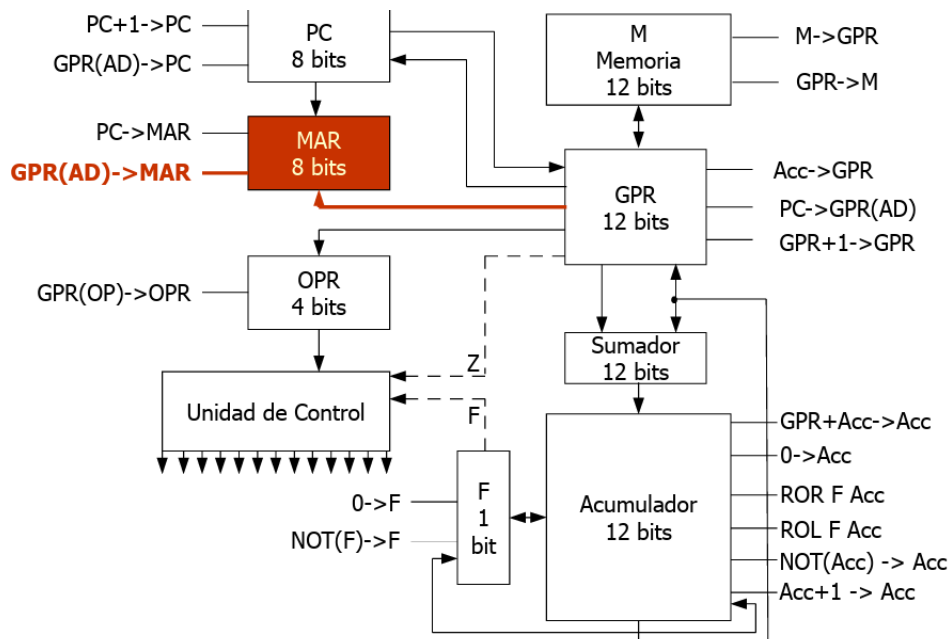 PC+1->PC
GPR(AD)->PC
PC
8 bits
M
Memoria
12 bits
M->GPR
GPR->M
PC->MAR
GPR(AD)->MAR
MAR
8 bits
GPR
12 bits
Acc->GPR
PC->GPR(AD)
GPR+1->GPR
GPR(OP)->OPR
OPR
4 bits
Z
Sumador
12 bits
Unidad de Control
F
0->F
NOT(F)->F
F
1
bit
Acumulador
12 bits
GPR+Acc->Acc
0->Acc
ROR F Acc
ROL F Acc
NOT(Acc) -> Acc
Acc+1 -> Acc